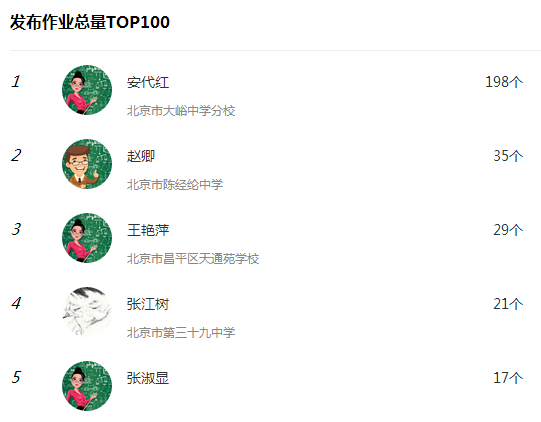 发布作业总量TOP100
1
安代红
198个
北京市大峪中学分校
2
赵卿
35个
北京市陈经纶中学
3
王艳萍
29个
北京市昌平区天通苑学校
4
张江树
21个
北京市第三十九中学
5
张淑显
17个